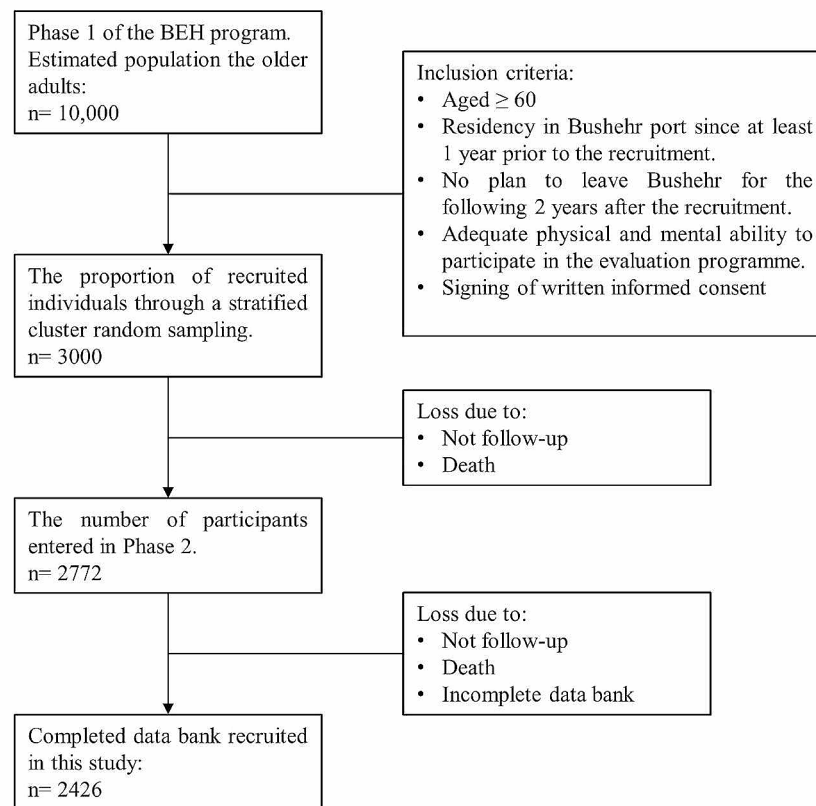 Phase 1 of the BEH program.
Estimated population the older
adults:
n= 10,000
Inclusion criteria:
• Aged ≥ 60
• Residency in Bushehr port since at least
1 year prior to the recruitment.
• No plan to leave Bushehr for the
following 2 years after the recruitment.
• Adequate physical and mental ability to
participate in the evaluation programme.
• Signing of written informed consent
The proportion of recruited
individuals through a stratified
cluster random sampling.
n= 3000
Loss due to:
• Not follow-up
• Death
The number of participants
entered in Phase 2.
n= 2772
Loss due to:
• Not follow-up
• Death
• Incomplete data bank
Completed data bank recruited
in this study:
n= 2426